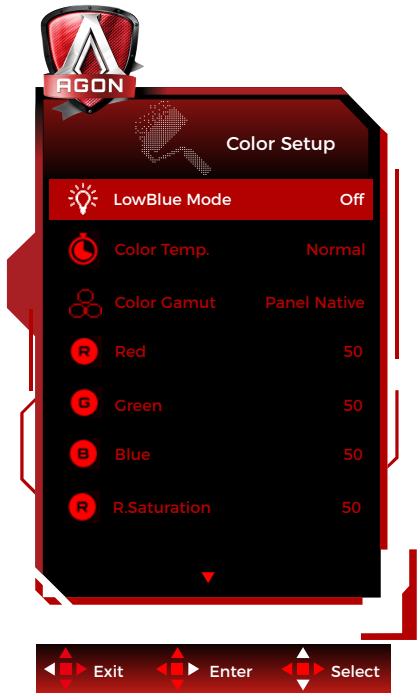 AGON
Color Setup
LowBlue Mode Off
Color Temp. Normal
Color Gamut Panel Native
R Red 50
G Green 50
B Blue 50
R R.Saturation 50
Exit Enter Select